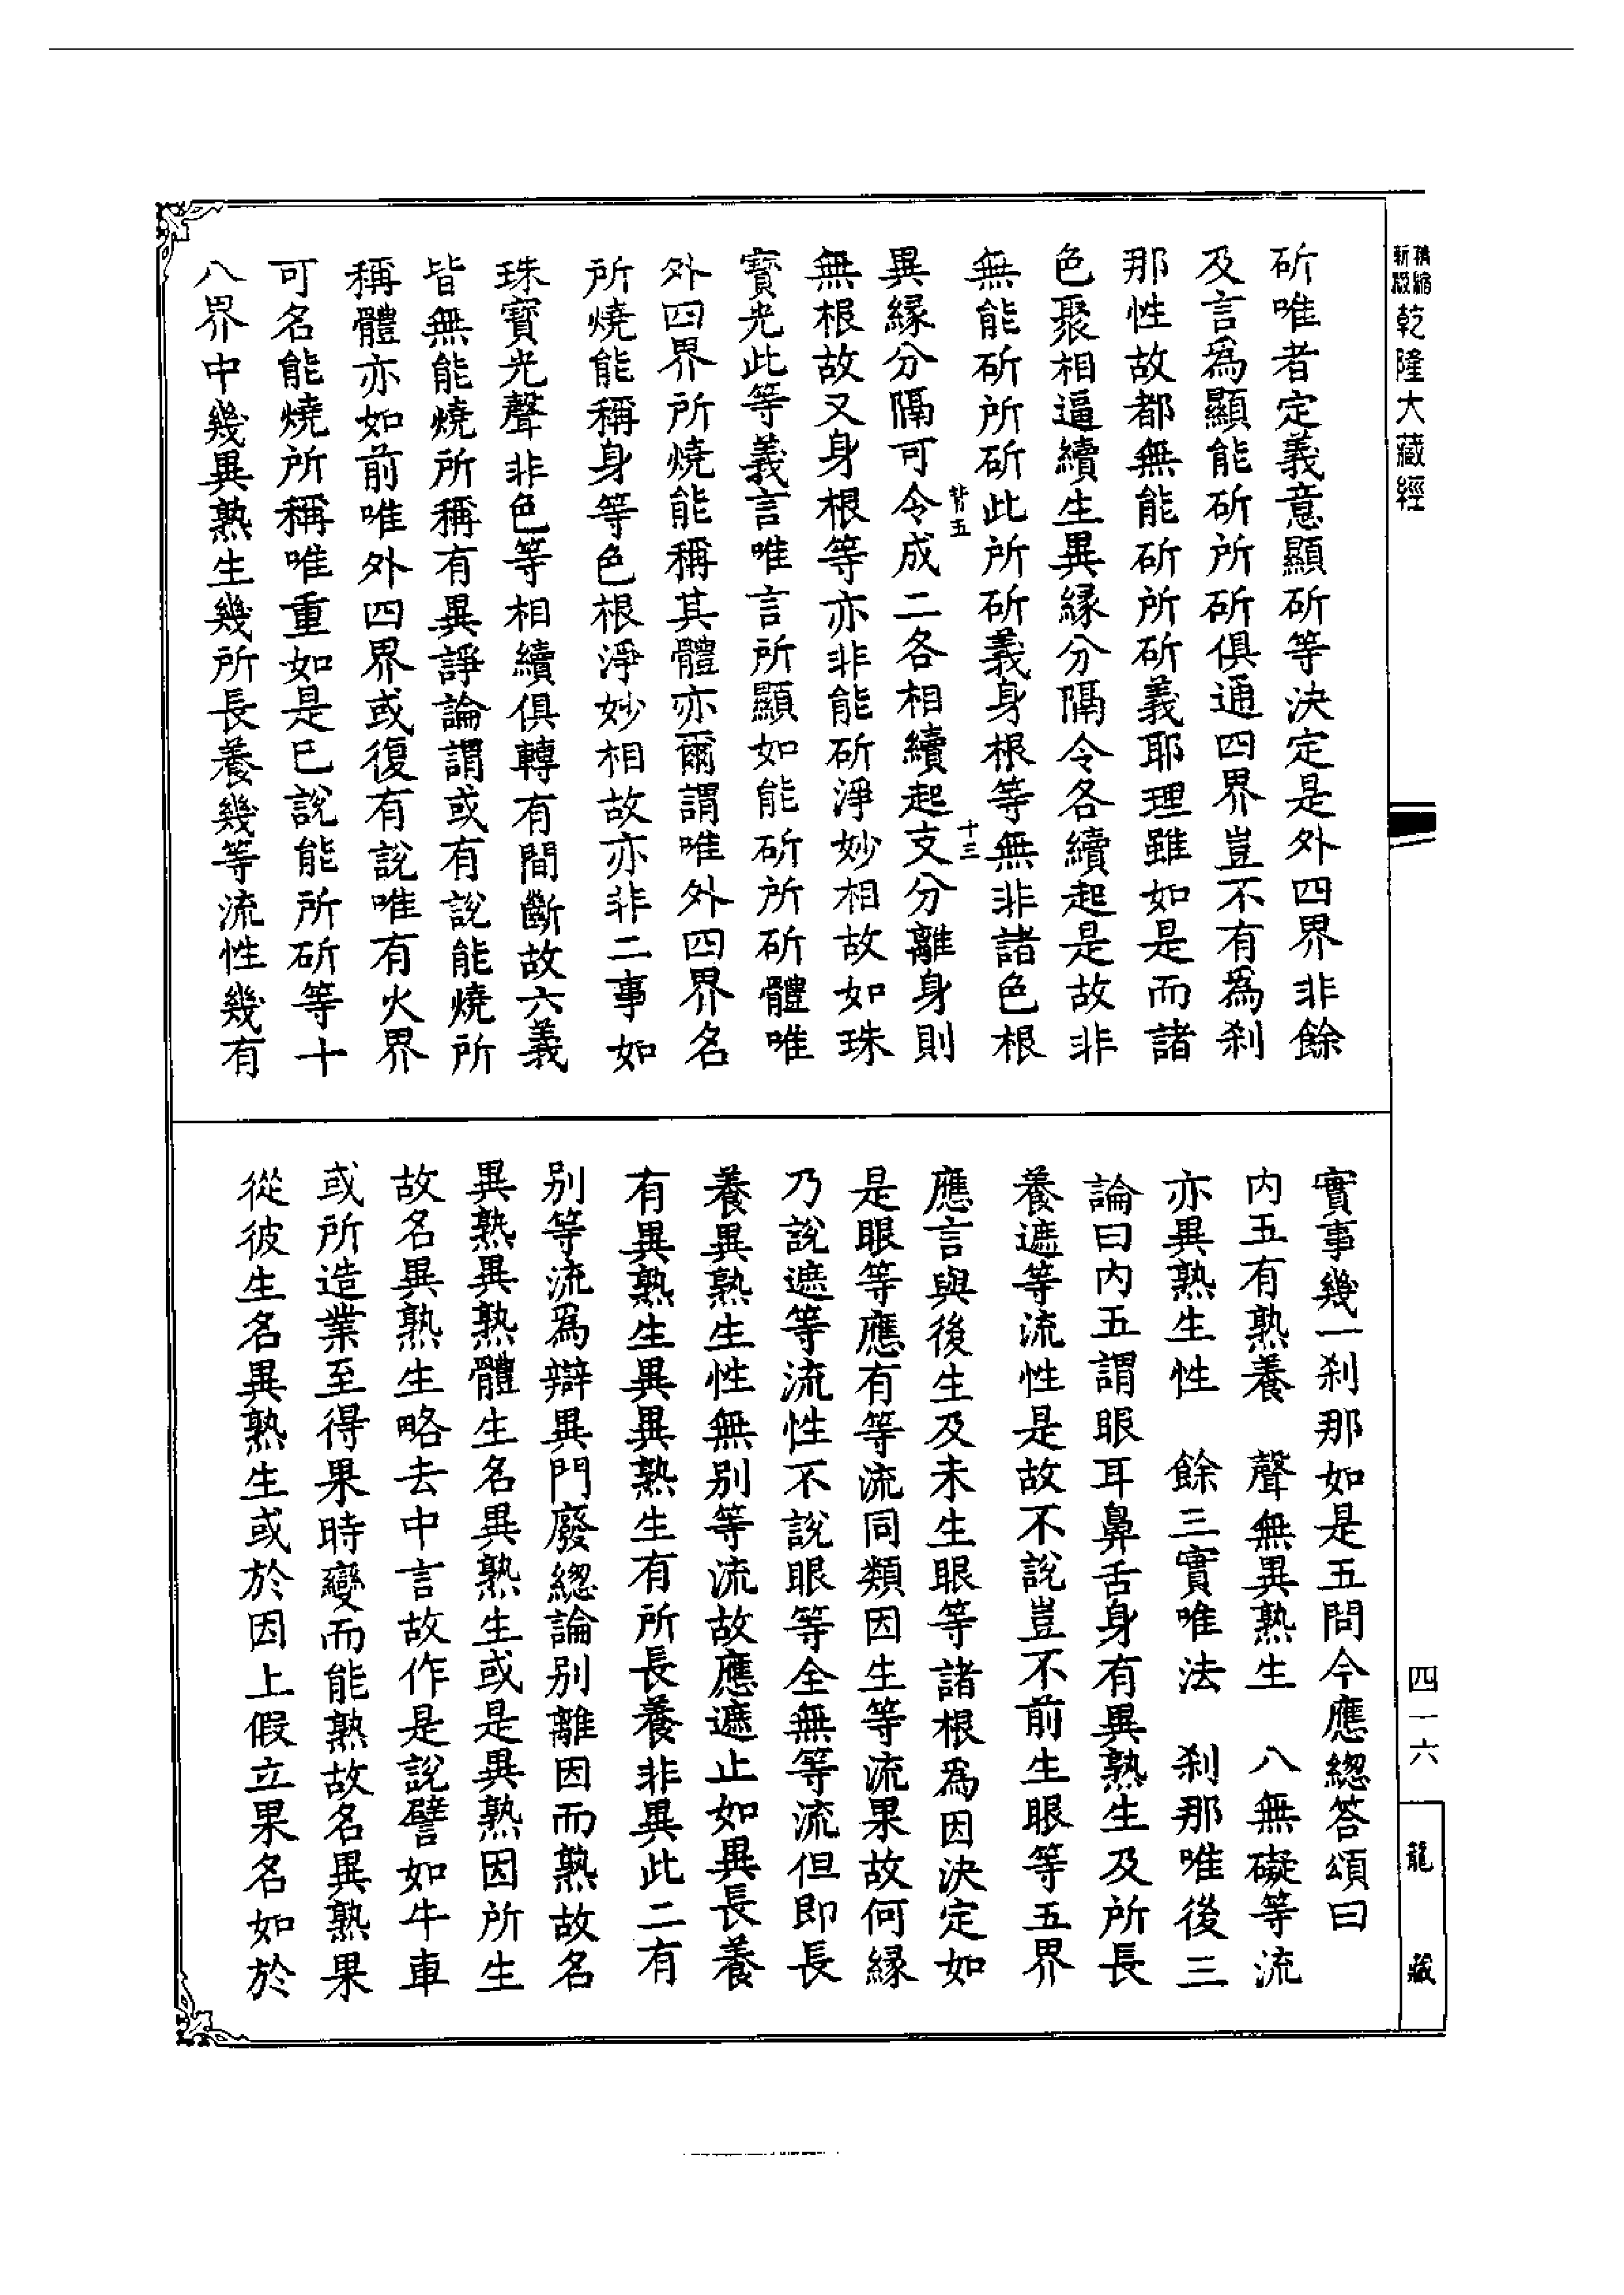 乾隆大藏經
斫唯者定義意顯斫等決定是外四界非餘
及言爲顯能斫所斫俱通四界豈不有爲刹
那性故都無能斫所斫義耶理雖如是而諸
色聚相逼續生異緣分隔令各續起是故非
無能斫所斫此所斫義身根等無非諸色根
異緣分隔可令成二各相續起支分離身則
無根故又身根等亦非能斫淨妙相故如珠
寶光此等義言唯言所顯如能斫所斫體唯
外四界所燒能稱其體亦爾謂唯外四界名
所燒能稱身等色根淨妙相故亦非二事如
珠寶光聲非色等相續俱轉有間斷故六義
皆無能燒所稱有異諍論謂或有說能燒所
稱體亦如前唯外四界或復有說唯有火界
可名能燒所稱唯重如是已說能所斫等十
八界中幾異熟生幾所長養幾等流性幾有
實事幾一刹那如是五問今應總答頌曰
内五有熟養　聲無異熟生　八無礙等流
亦異熟生性　餘三實唯法　刹那唯後三
論曰内五謂眼耳鼻舌身有異熟生及所長
養遮等流性是故不說豈不前生眼等五界
應言與後生及未生眼等諸根爲因決定如
是眼等應有等流同類因生等流果故何緣
乃說遮等流性不說眼等全無等流但即長
養異熟生性無別等流故應遮止如異長養
有異熟生異異熟生有所長養非異此二有
別等流爲辯異門廢總論別離因而熟故名
異熟異熟體生名異熟生或是異熟因所生
故名異熟生略去中言故作是說譬如牛車
或所造業至得果時變而能熟故名異熟果
從彼生名異熟生或於因上假立果名如於
四一六
龍藏
十三